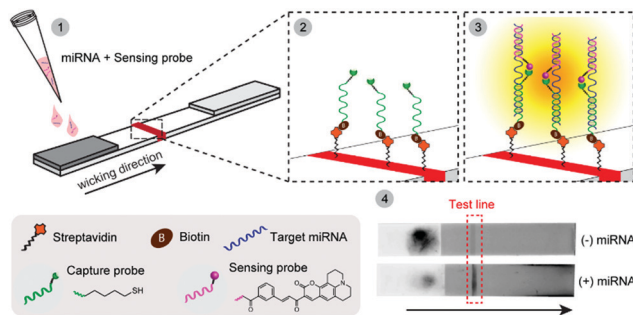 1
miRNA + Sensing probe
wicking direction
2
B
B
B
3
B
B
B
Streptavidin
B
Biotin
Target miRNA
Capture probe
SH
Sensing probe
O
O
O
O
N
4
Test line
(-) miRNA
(+) miRNA